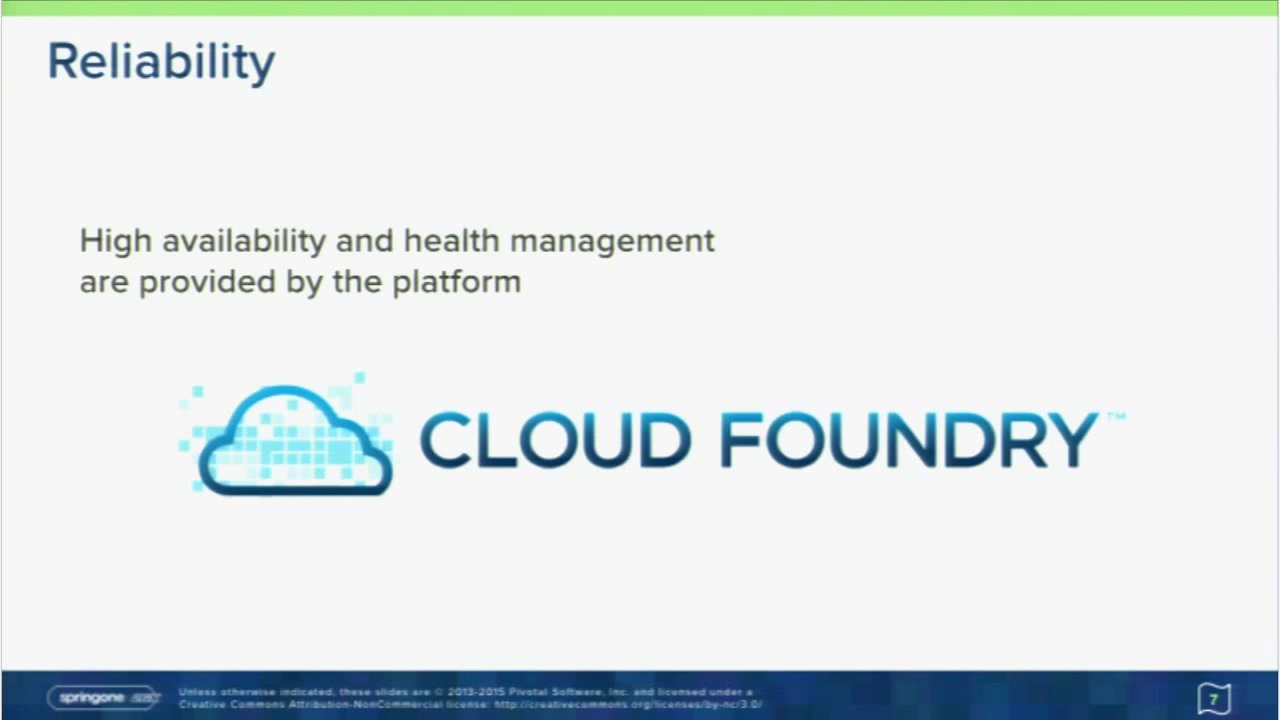 Reliability
High availability and health management
are provided by the platform
CLOUD FOUNDRY™
springone
Unless otherwise indicated, these slides are © 2013-2015 Pivotal Software, Inc. and licensed under a
Creative Commons Attribution-NonCommercial license: http://creativecommons.org/licenses/by-nc/3.0/
7